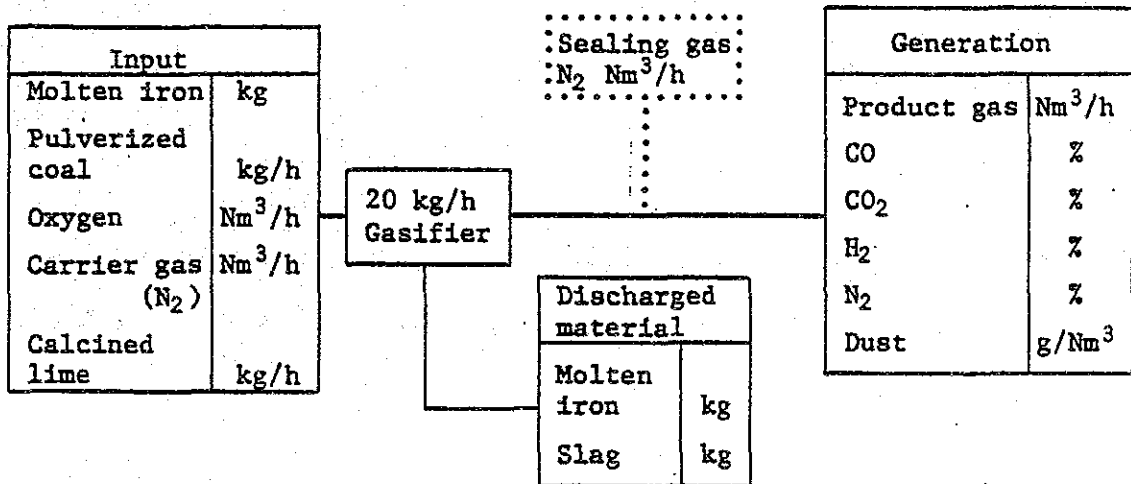 Input
Molten iron kg
Pulverized
coal kg/h
Oxygen Nm³/h
Carrier gas Nm³/h
(N₂)
Calcined
lime kg/h
20 kg/h
Gasifier
Sealing gas
N₂ Nm³/h
Discharged
material
Molten
iron kg
Slag kg
Generation
Product gas Nm³/h
CO %
CO₂ %
H₂ %
N₂ %
Dust g/Nm³